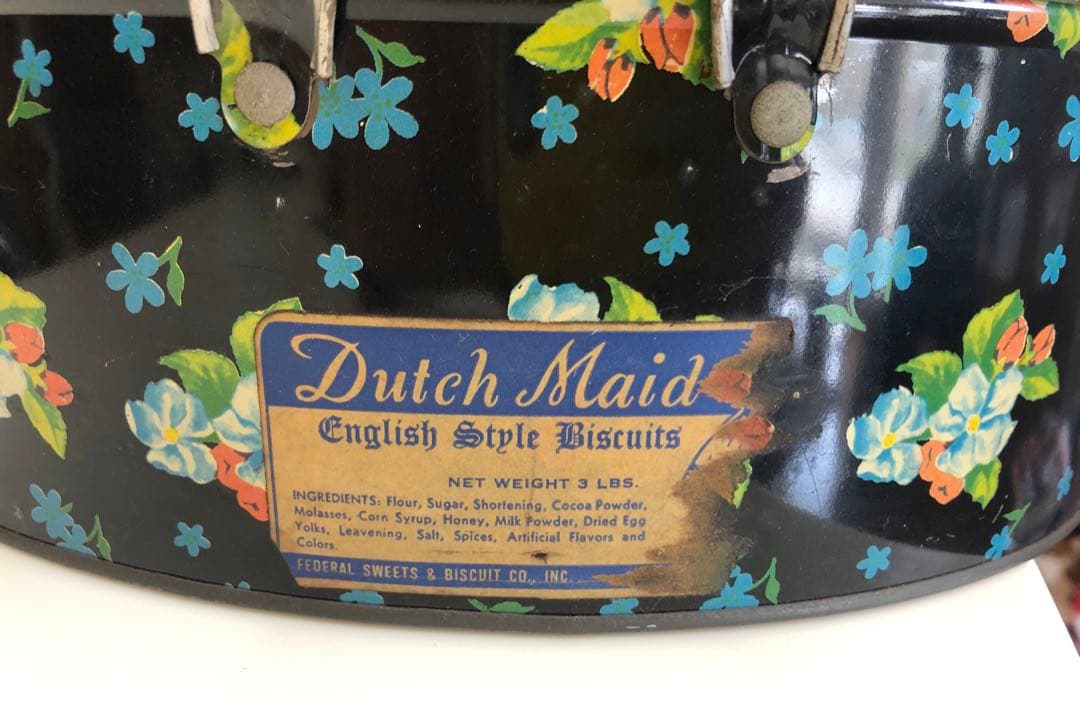 Dutch Maid
English Style Biscuits
NET WEIGHT 3 LBS.
INGREDIENTS: Flour, Sugar, Shortening, Cocoa Powder,
Molasses, Corn Syrup, Honey, Milk Powder, Dried Egg
Yolks, Leavening, Salt, Spices, Artificial Flavors and
Colors.
FEDERAL SWEETS & BISCUIT CO., INC.